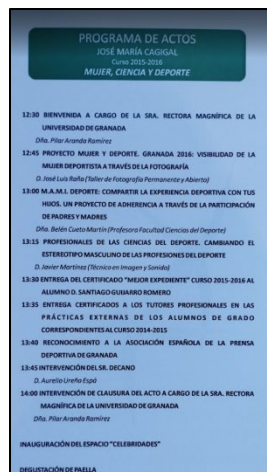 PROGRAMA DE ACTOS
JOSÉ MARÍA CAGIGAL
Curso 2015-2016
MUJER, CIENCIA Y DEPORTE
12:30 BIENVENIDA A CARGO DE LA SRA. RECTORA MAGNÍFICA DE LA
UNIVERSIDAD DE GRANADA
Dña. Pilar Aranda Ramírez
12:45 PROYECTO MUJER Y DEPORTE. GRANADA 2016: VISIBILIDAD DE LA
MUJER DEPORTISTA A TRAVÉS DE LA FOTOGRAFÍA
D. José Luis Raña (Taller de Fotografía Permanente y Abierto)
13:00 M.A.M.I. DEPORTE: COMPARTIR LA EXPERIENCIA DEPORTIVA CON TUS
HIJOS. UN PROYECTO DE ADHERENCIA A TRAVÉS DE LA PARTICIPACIÓN
DE PADRES Y MADRES
Dña. Belén Cueto Martín (Profesora Facultad Ciencias del Deporte)
13:15 PROFESIONALES DE LAS CIENCIAS DEL DEPORTE. CAMBIANDO EL
ESTEREOTIPO MASCULINO DE LAS PROFESIONES DEL DEPORTE
D. Javier Martínez (Técnico en Imagen y Sonido)
13:30 ENTREGA DEL CERTIFICADO "MEJOR EXPEDIENTE" CURSO 2015-2016 AL
ALUMNO D. SANTIAGO GUIJARRO ROMERO
13:35 ENTREGA CERTIFICADOS A LOS TUTORES PROFESIONALES EN LAS
PRÁCTICAS EXTERNAS DE LOS ALUMNOS DE GRADO
CORRESPONDIENTES AL CURSO 2014-2015
13:40 RECONOCIMIENTO A LA ASOCIACIÓN ESPAÑOLA DE LA PRENSA
DEPORTIVA DE GRANADA
13:45 INTERVENCIÓN DEL SR. DECANO
D. Aurelio Ureña Espá
14:00 INTERVENCIÓN DE CLAUSURA DEL ACTO A CARGO DE LA SRA. RECTORA
MAGNÍFICA DE LA UNIVERSIDAD DE GRANADA
Dña. Pilar Aranda Ramírez
INAUGURACIÓN DEL ESPACIO "CELEBRIDADES"
DEGUSTACIÓN DE PAELLA